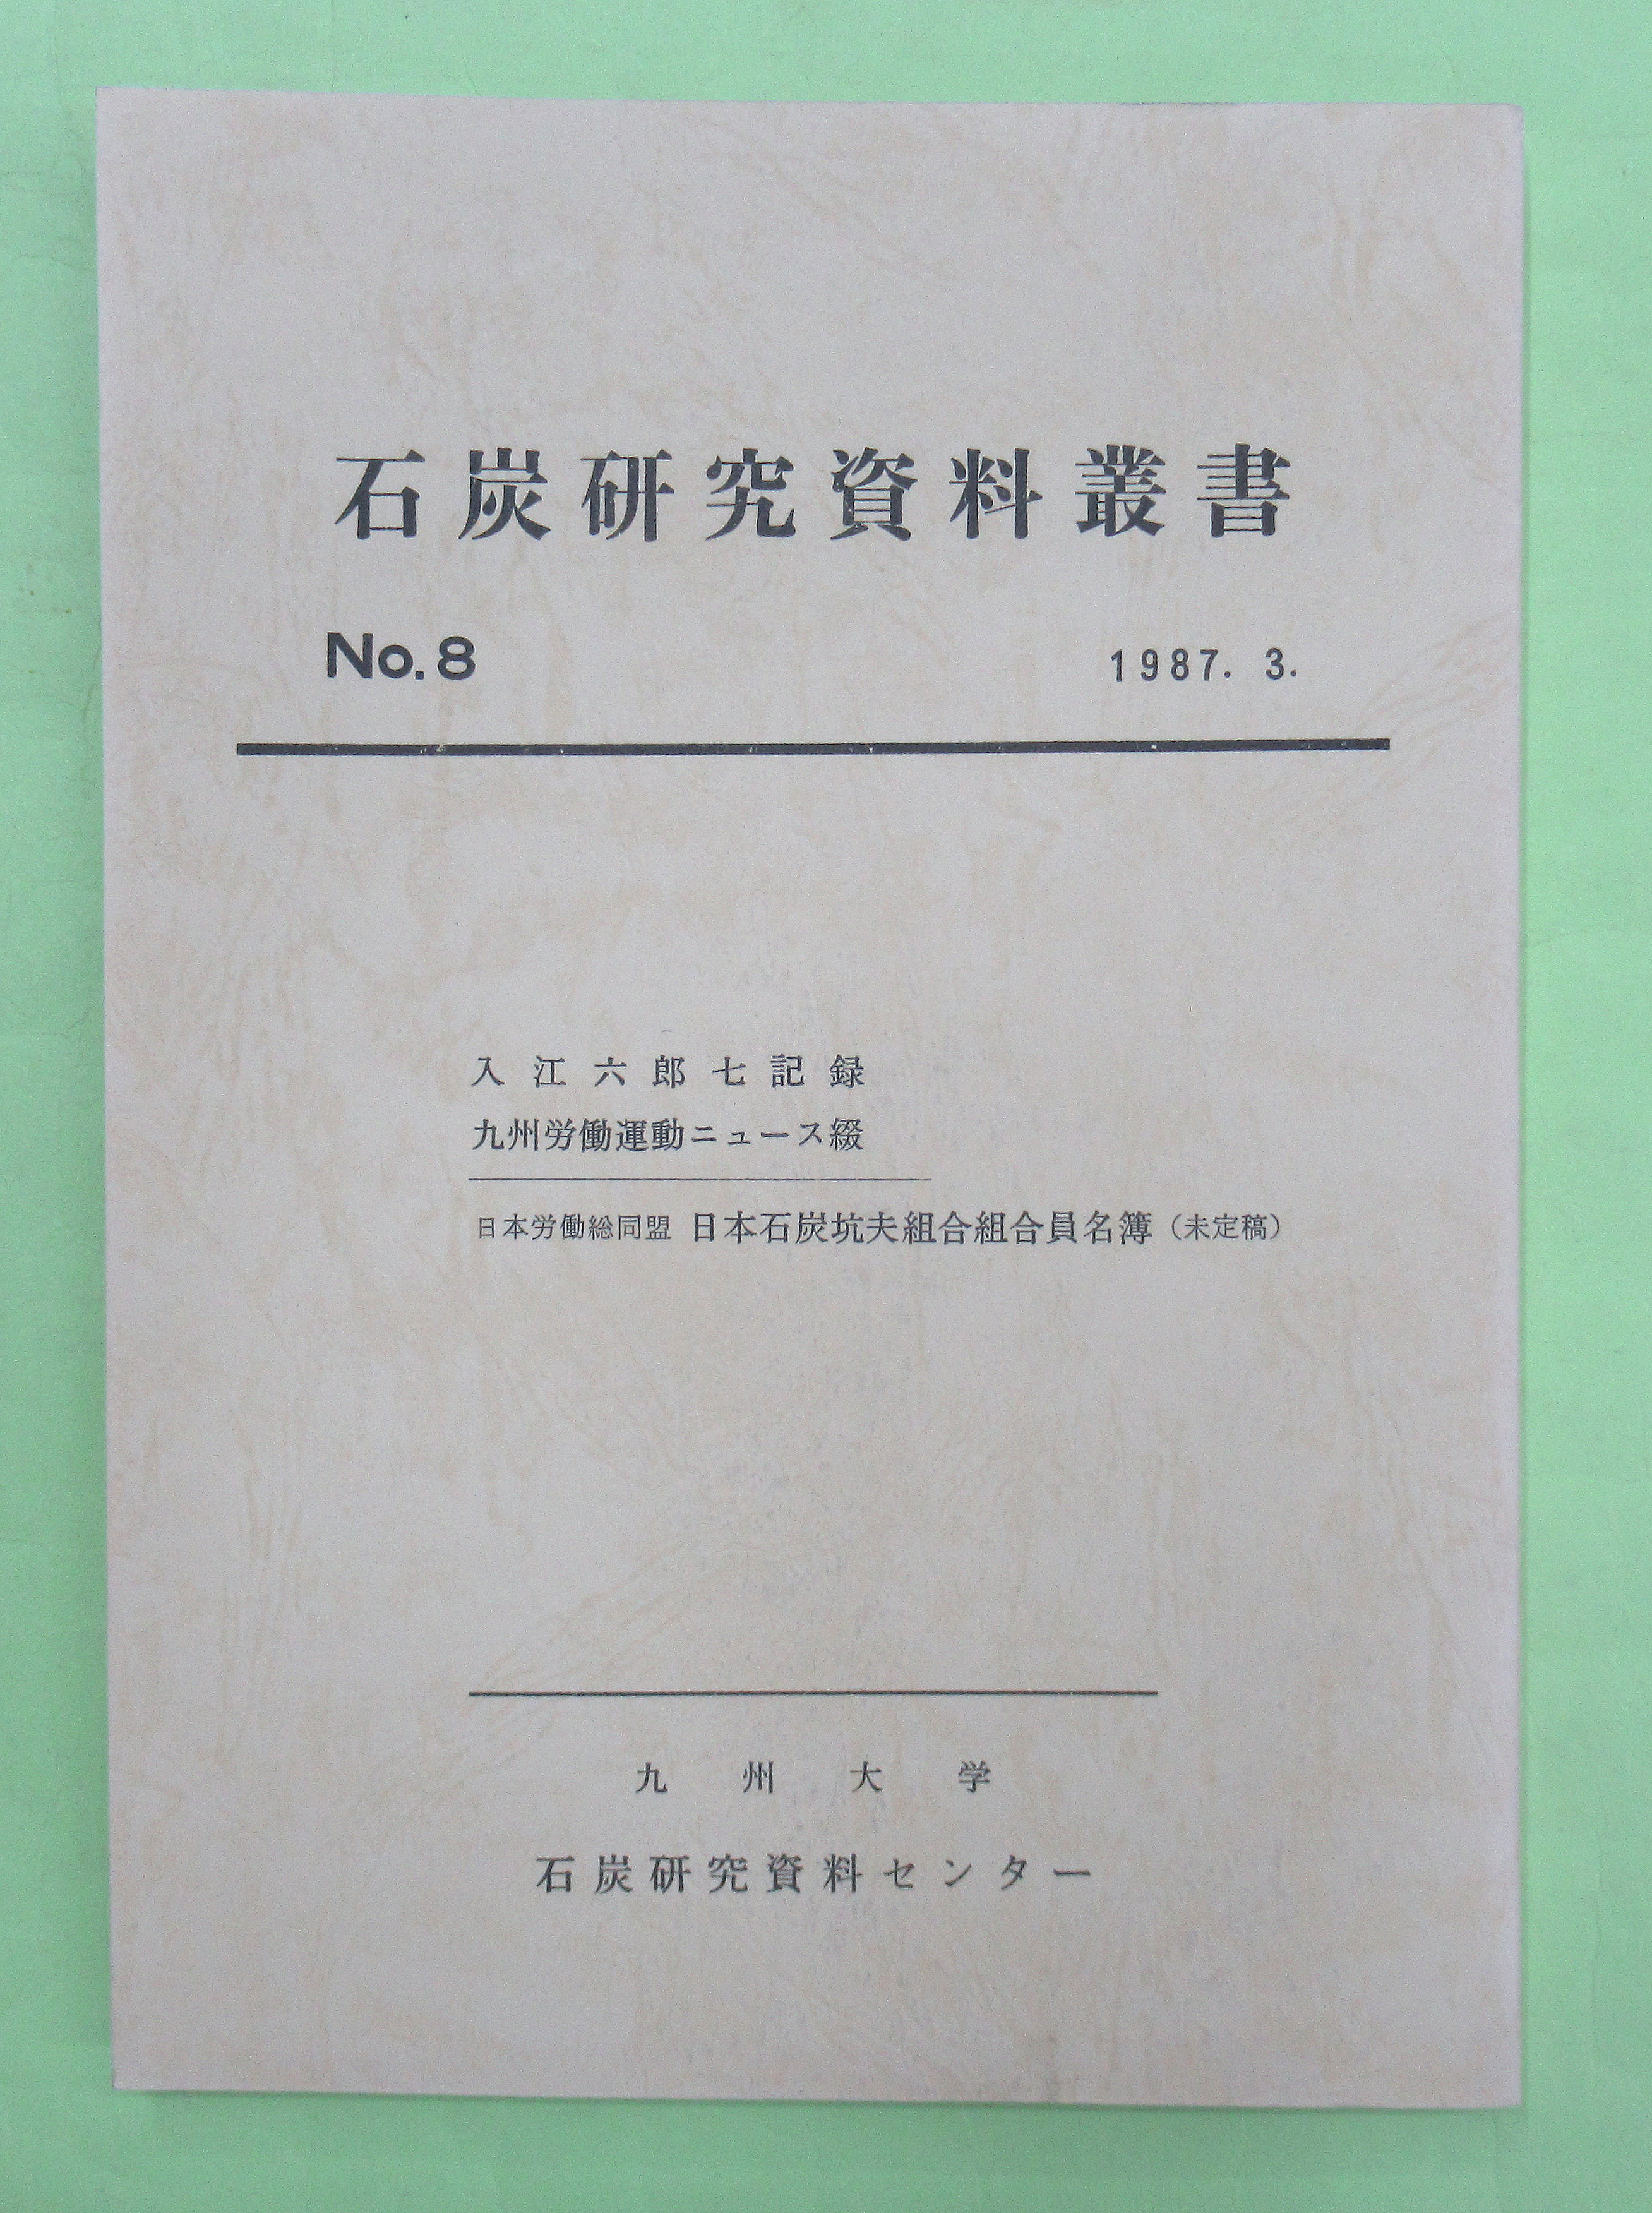 石炭研究資料叢書
No.8 1987. 3.
入江六郎七記録
九州労働運動ニュース綴
日本労働総同盟 日本石炭坑夫組合組合員名簿（未定稿）
九州大学
石炭研究資料センター